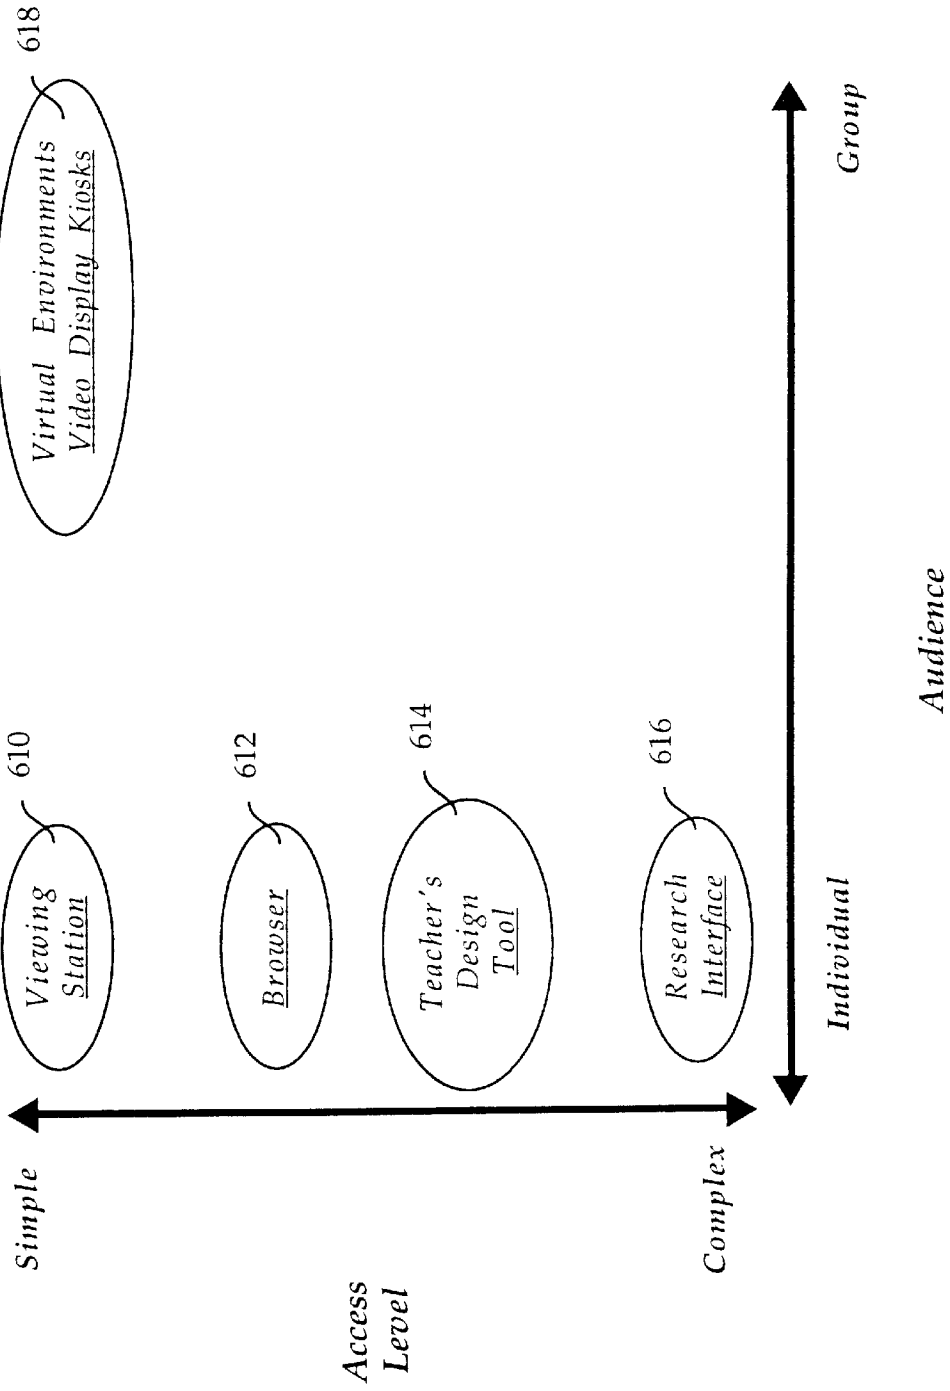 610
618
Simple
Viewing
Station
Virtual Environments
Video Display Kiosks
612
Browser
Access
Level
614
Teacher's
Design
Tool
616
Research
Interface
Complex
Individual
Group
Audience